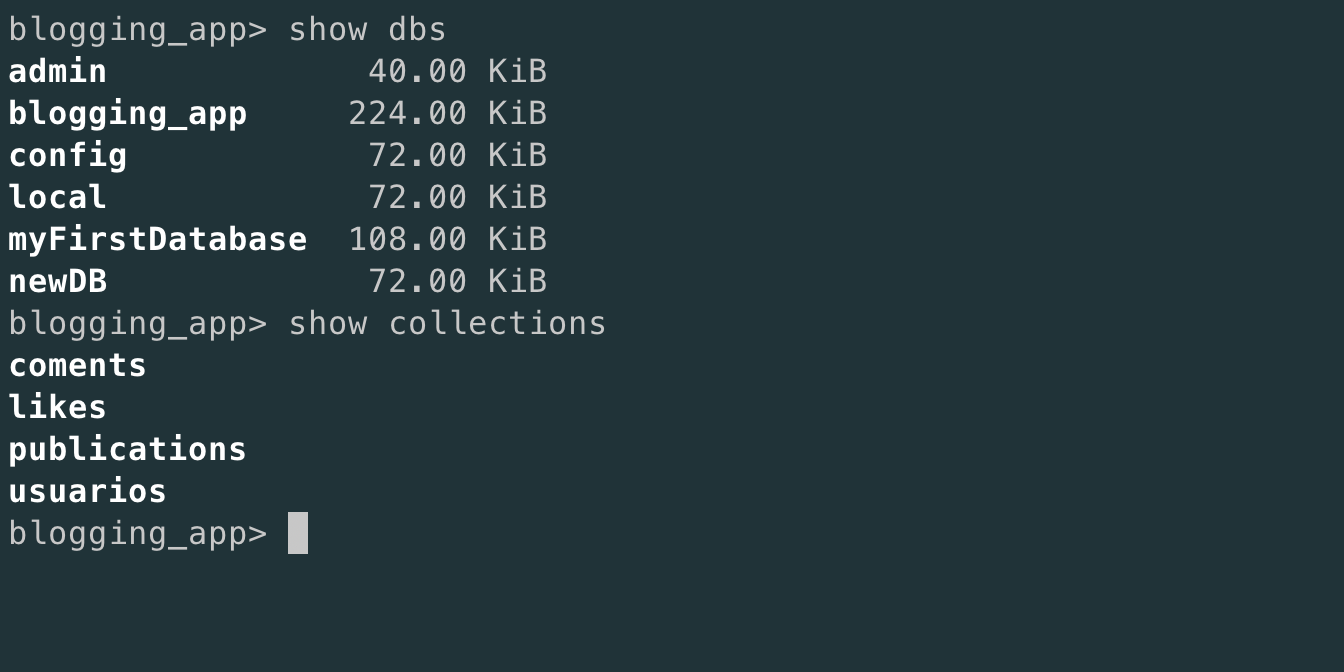 blogging_app> show dbs
admin             40.00 KiB
blogging_app     224.00 KiB
config            72.00 KiB
local             72.00 KiB
myFirstDatabase  108.00 KiB
newDB             72.00 KiB
blogging_app> show collections
coments
likes
publications
usuarios
blogging_app>